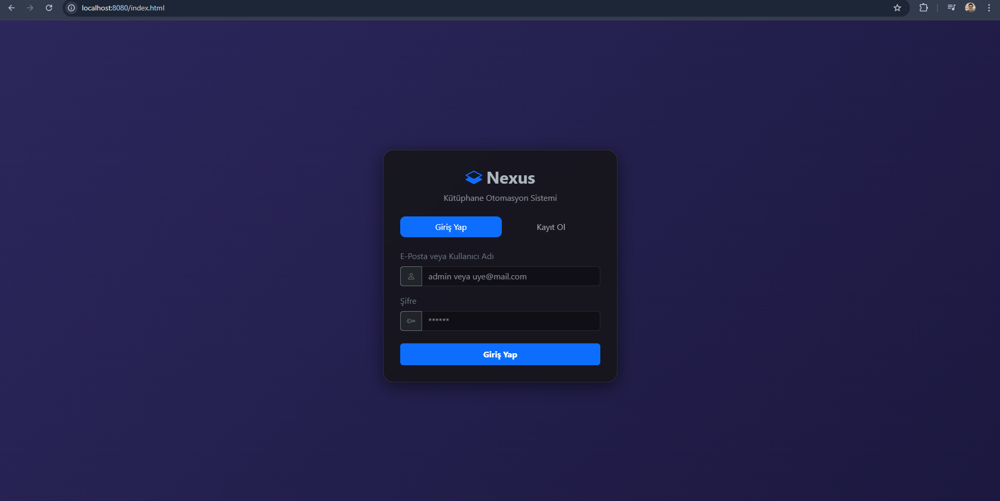 localhost:8080/index.html
Nexus
Kütüphane Otomasyon Sistemi
Giriş Yap
Kayıt Ol
E-Posta veya Kullanıcı Adı
admin veya uye@mail.com
Şifre
******
Giriş Yap